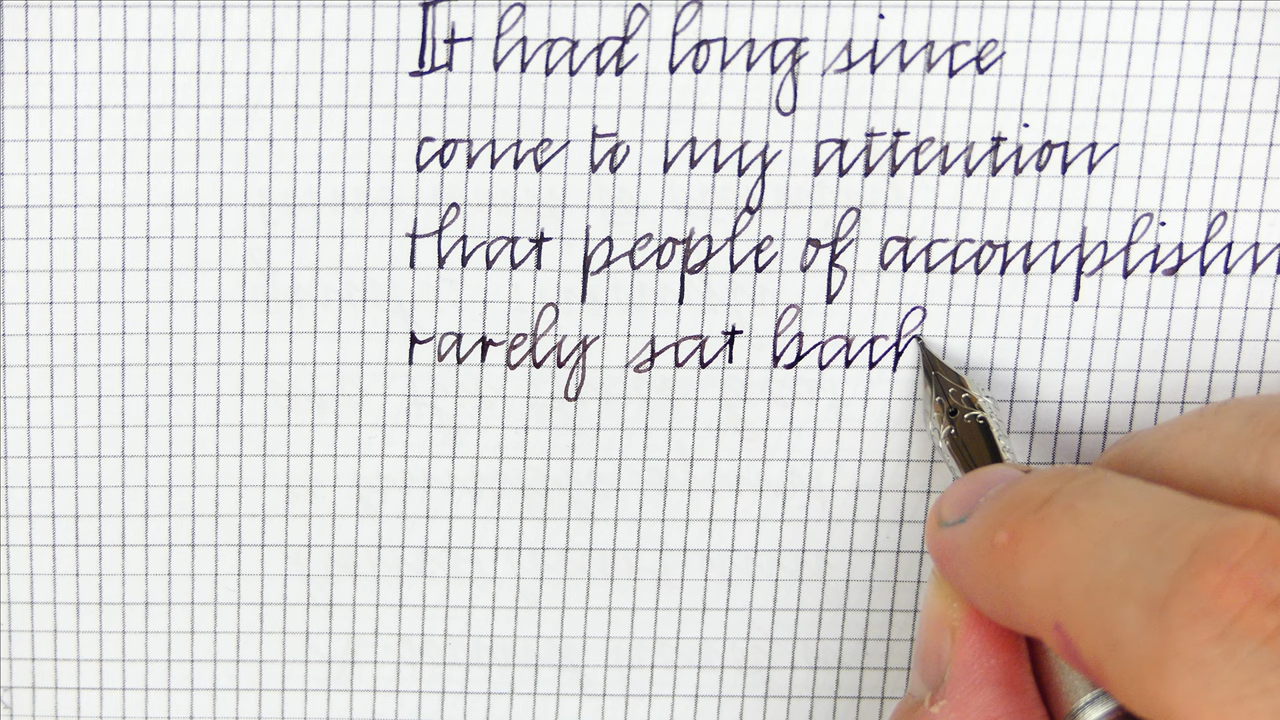 It had long since
come to my attention
that people of accomplishm
rarely sat back